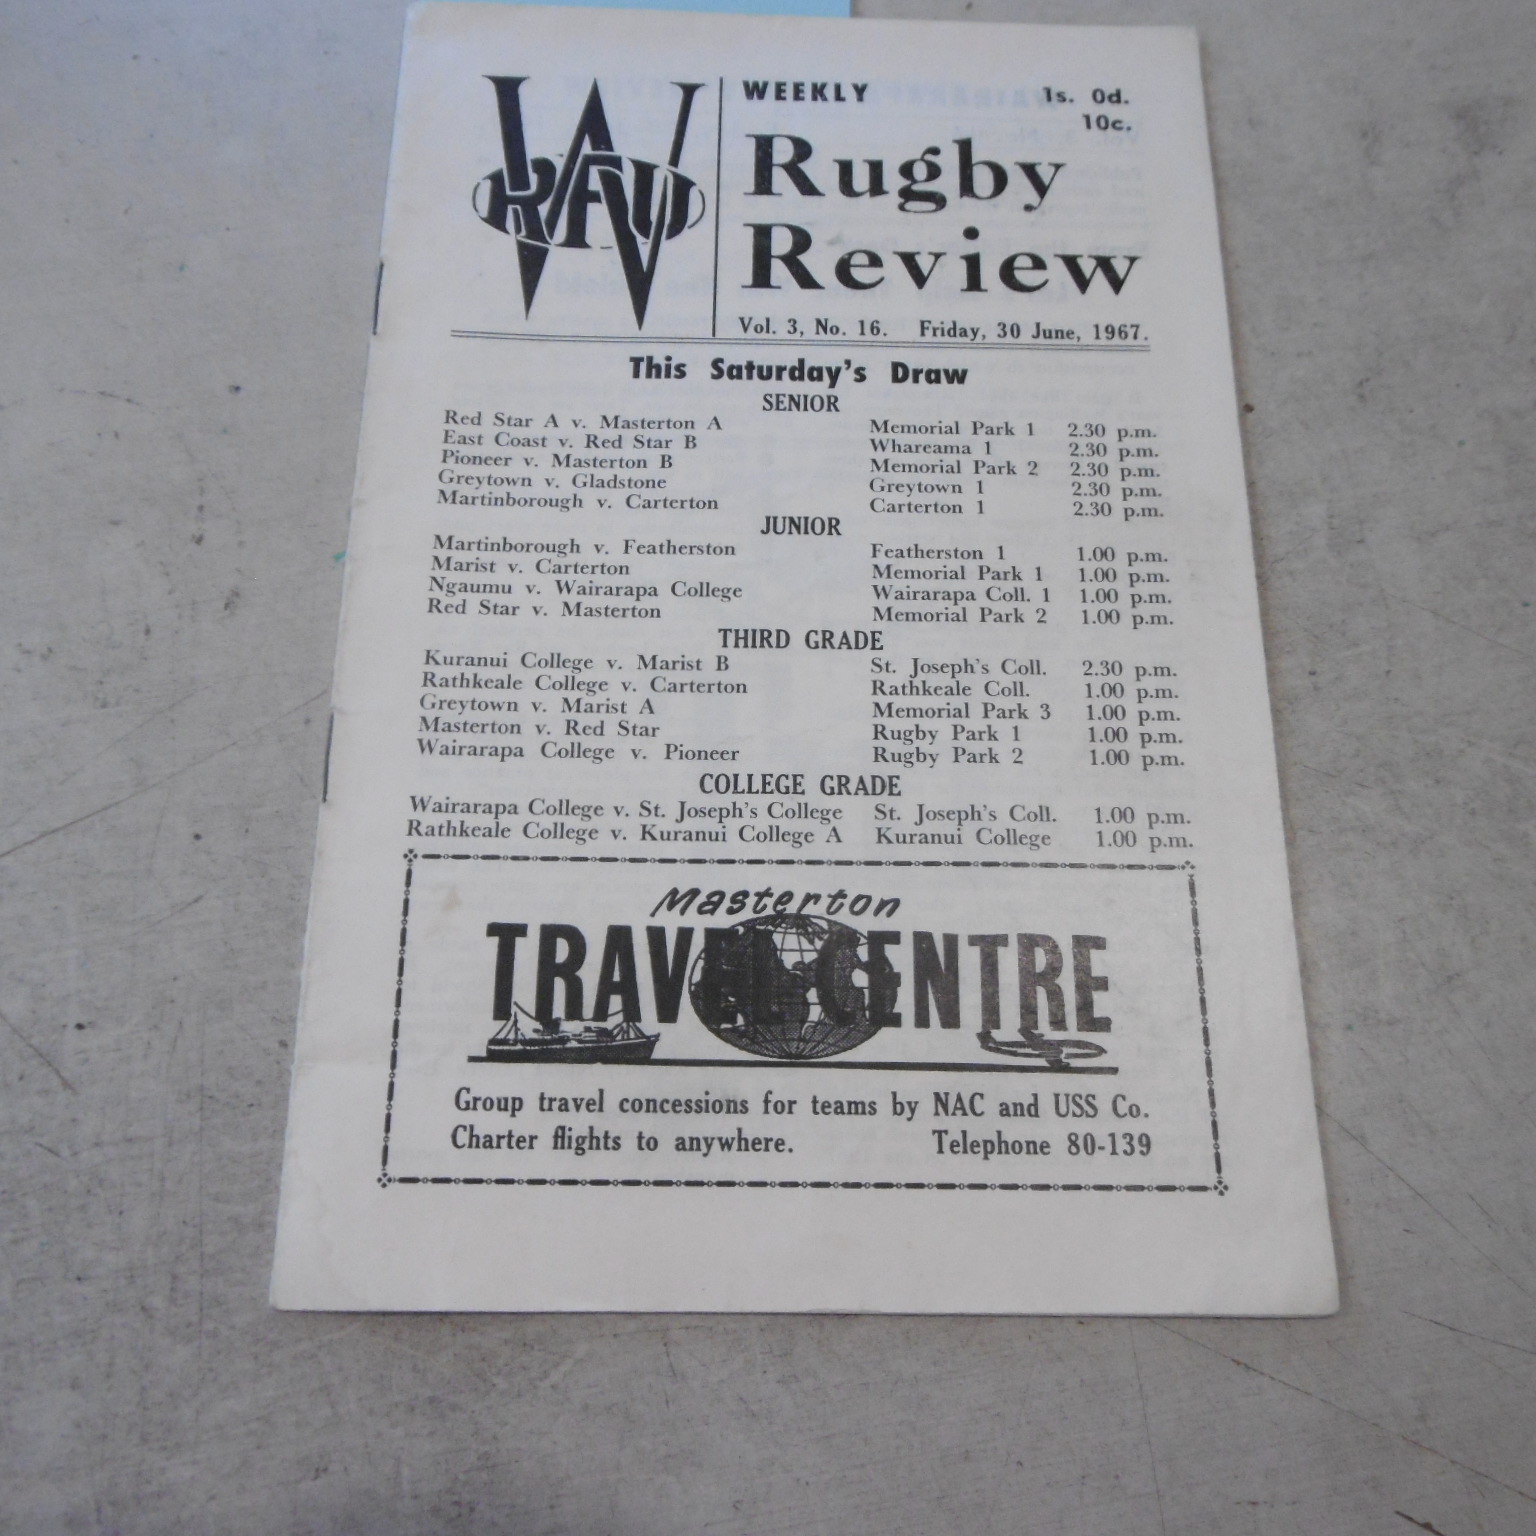 WRFU
WEEKLY 1s. 0d.
10c.
Rugby
Review
Vol. 3, No. 16. Friday, 30 June, 1967.
This Saturday's Draw
SENIOR
Red Star A v. Masterton A Memorial Park 1 2.30 p.m.
East Coast v. Red Star B Whareama 1 2.30 p.m.
Pioneer v. Masterton B Memorial Park 2 2.30 p.m.
Greytown v. Gladstone Greytown 1 2.30 p.m.
Martinborough v. Carterton Carterton 1 2.30 p.m.
JUNIOR
Martinborough v. Featherston Featherston 1 1.00 p.m.
Marist v. Carterton Memorial Park 1 1.00 p.m.
Ngaumu v. Wairarapa College Wairarapa Coll. 1 1.00 p.m.
Red Star v. Masterton Memorial Park 2 1.00 p.m.
THIRD GRADE
Kuranui College v. Marist B St. Joseph's Coll. 2.30 p.m.
Rathkeale College v. Carterton Rathkeale Coll. 1.00 p.m.
Greytown v. Marist A Memorial Park 3 1.00 p.m.
Masterton v. Red Star Rugby Park 1 1.00 p.m.
Wairarapa College v. Pioneer Rugby Park 2 1.00 p.m.
COLLEGE GRADE
Wairarapa College v. St. Joseph's College St. Joseph's Coll. 1.00 p.m.
Rathkeale College v. Kuranui College A Kuranui College 1.00 p.m.
Masterton
TRAVEL CENTRE
Group travel concessions for teams by NAC and USS Co.
Charter flights to anywhere. Telephone 80-139